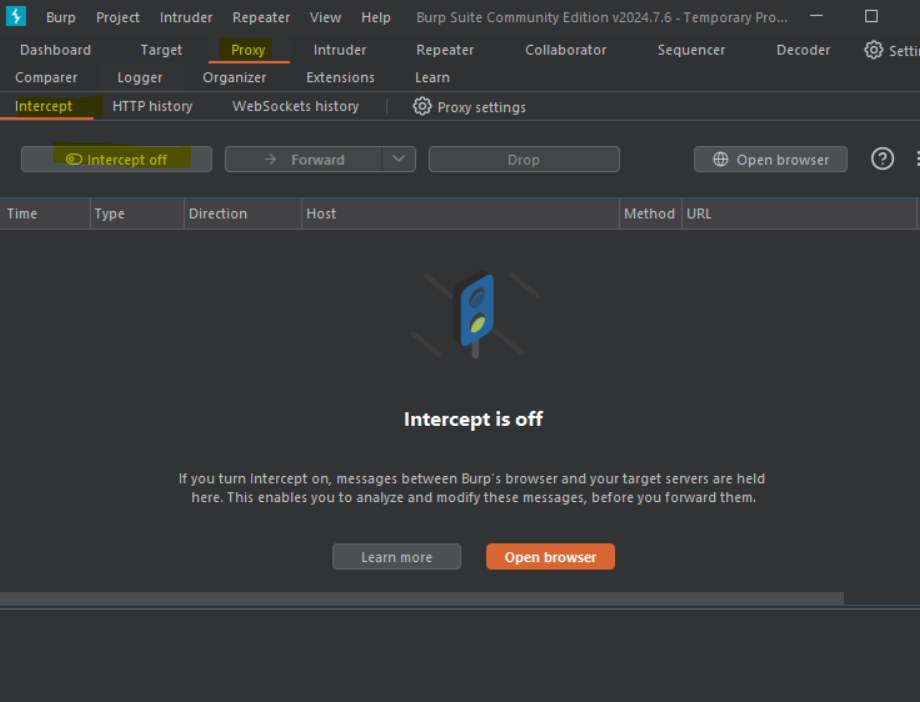 Burp Project Intruder Repeater View Help Burp Suite Community Edition v2024.7.6 - Temporary Pro...
Dashboard Target Proxy Intruder Repeater Collaborator Sequencer Decoder Setti
Comparer Logger Organizer Extensions Learn
Intercept HTTP history WebSockets history Proxy settings
Intercept off Forward Drop Open browser
Time Type Direction Host Method URL
Intercept is off
If you turn Intercept on, messages between Burp's browser and your target servers are held
here. This enables you to analyze and modify these messages, before you forward them.
Learn more Open browser